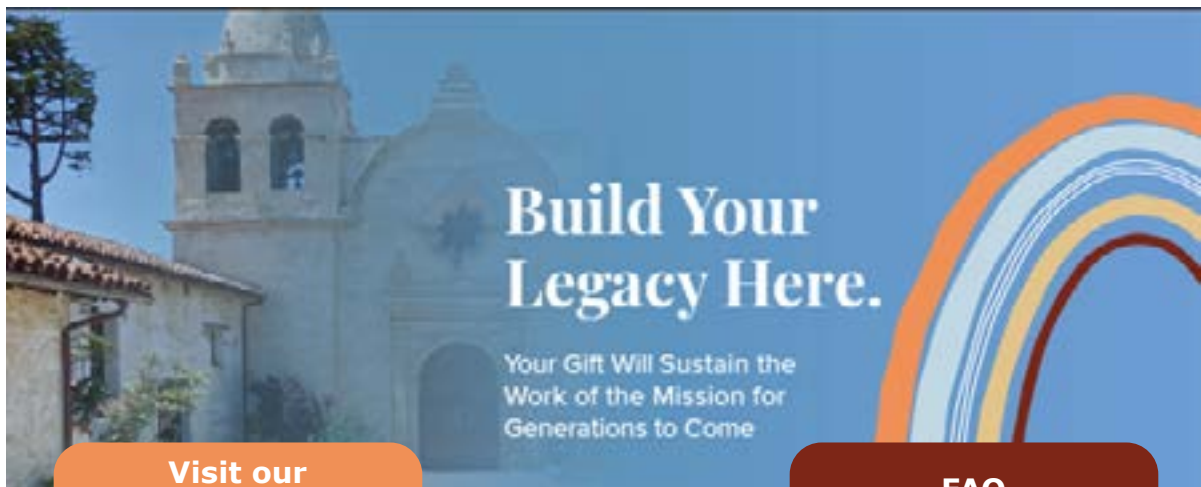 Build Your
Legacy Here.
Your Gift Will Sustain the
Work of the Mission for
Generations to Come
Visit our
FAQ